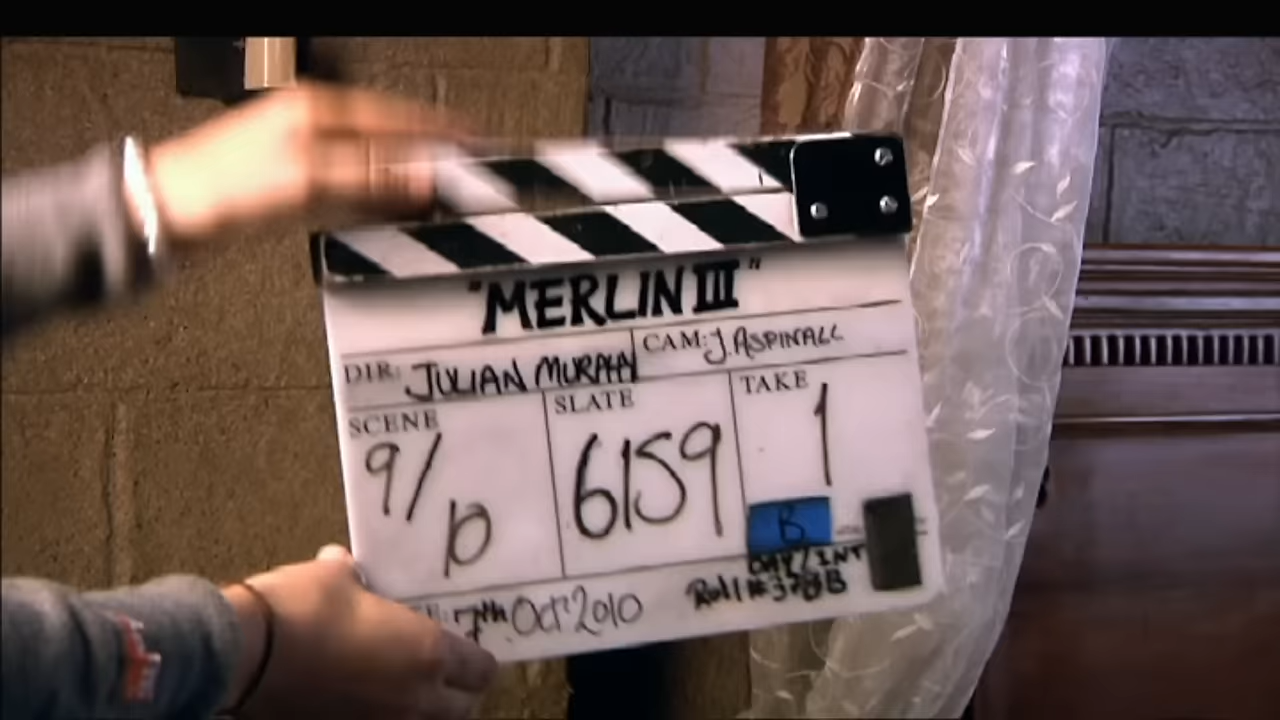 "MERLIN III"
DIR: JULIAN MURPHY CAM: J. ASPINALL
SCENE SLATE TAKE
9/10 6159 1
B
DAY/INT
7th Oct 2010 Roll #